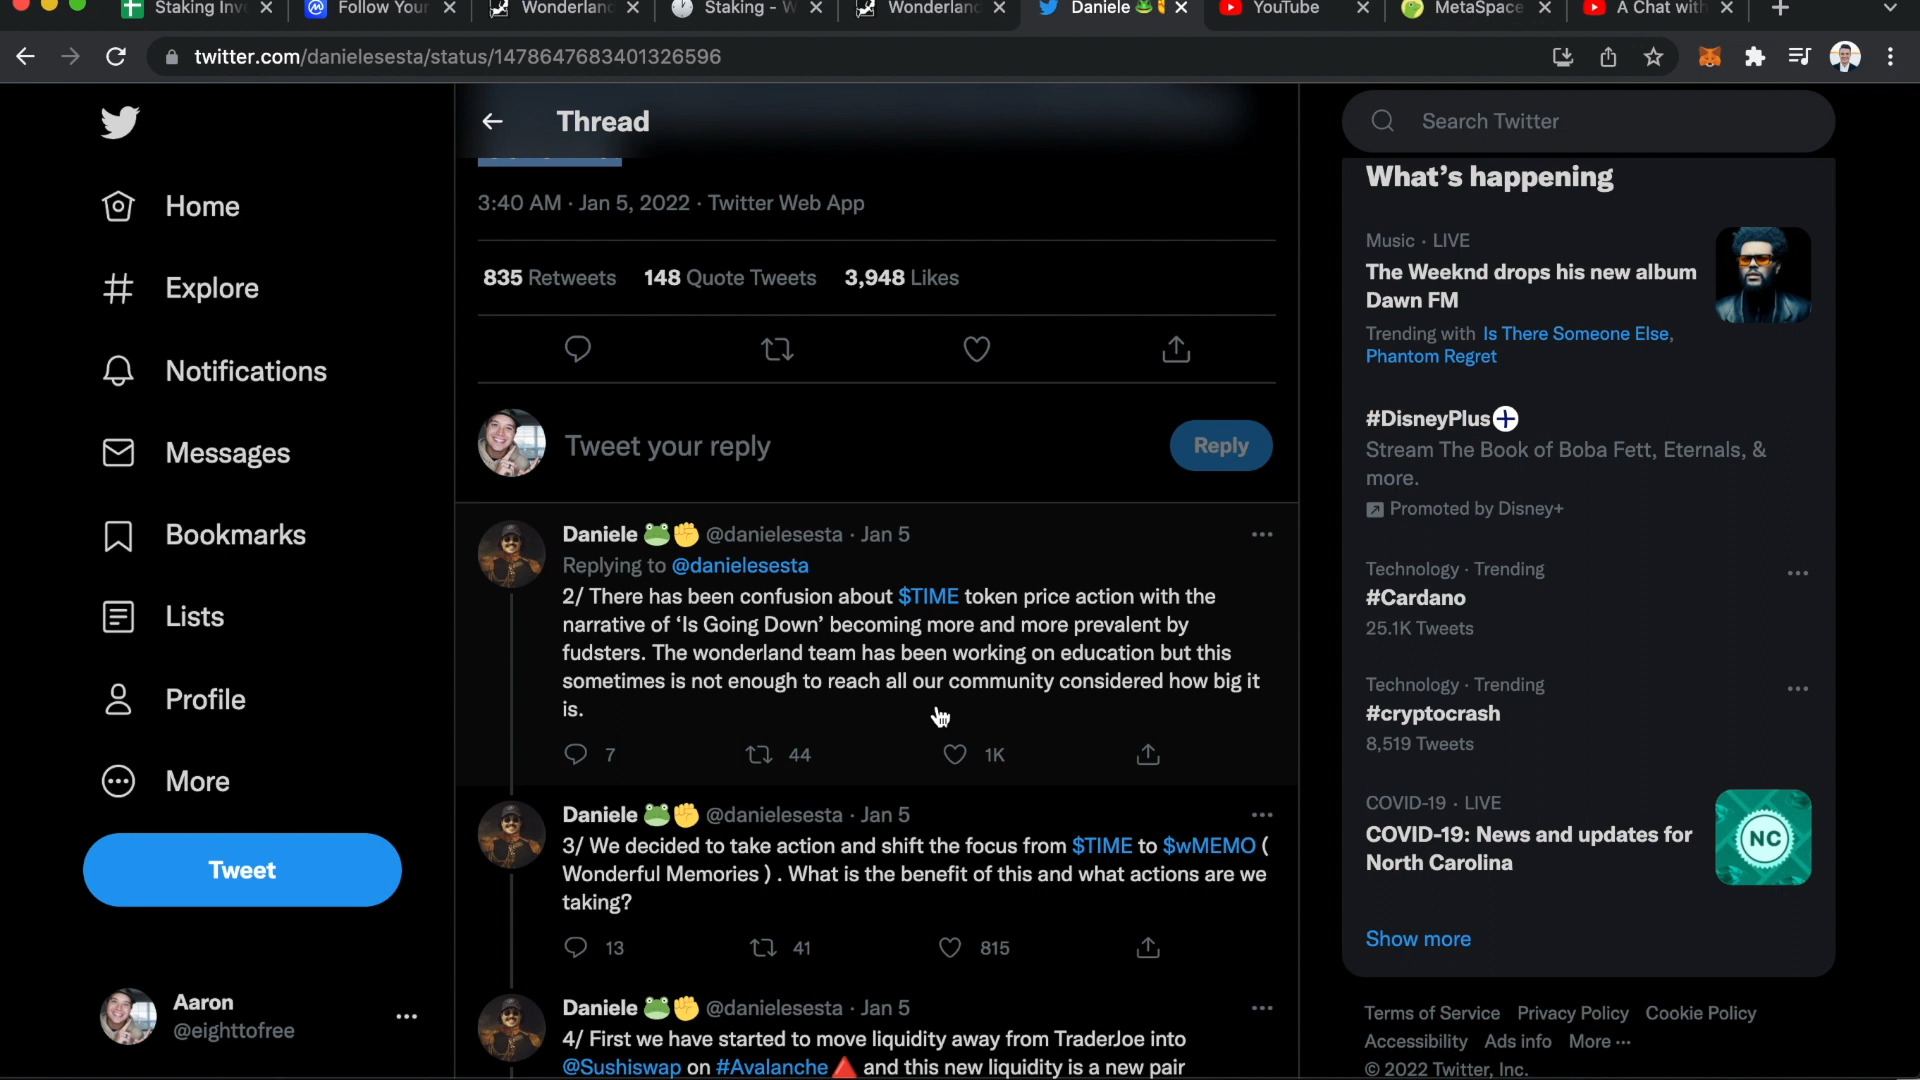 Staking Inve
Follow Your
Wonderlan
Staking - W
Wonderlan
Daniele
YouTube
MetaSpace
A Chat with
twitter.com/danielesesta/status/1478647683401326596
Thread
Search Twitter
3:40 AM · Jan 5, 2022 · Twitter Web App
835 Retweets 148 Quote Tweets 3,948 Likes
Tweet your reply
Reply
Daniele 🐸✊ @danielesesta · Jan 5
Replying to @danielesesta
2/ There has been confusion about $TIME token price action with the
narrative of ‘Is Going Down’ becoming more and more prevalent by
fudsters. The wonderland team has been working on education but this
sometimes is not enough to reach all our community considered how big it
is.
7 44 1K
Daniele 🐸✊ @danielesesta · Jan 5
3/ We decided to take action and shift the focus from $TIME to $wMEMO (
Wonderful Memories ) . What is the benefit of this and what actions are we
taking?
13 41 815
Daniele 🐸✊ @danielesesta · Jan 5
4/ First we have started to move liquidity away from TraderJoe into
@Sushiswap on #Avalanche 🔺 and this new liquidity is a new pair
Home
Explore
Notifications
Messages
Bookmarks
Lists
Profile
More
Tweet
Aaron
@eighttofree
What’s happening
Music · LIVE
The Weeknd drops his new album
Dawn FM
Trending with Is There Someone Else,
Phantom Regret
#DisneyPlus
Stream The Book of Boba Fett, Eternals, &
more.
Promoted by Disney+
Technology · Trending
#Cardano
25.1K Tweets
Technology · Trending
#cryptocrash
8,519 Tweets
COVID-19 · LIVE
COVID-19: News and updates for
North Carolina
NC
Show more
Terms of Service Privacy Policy Cookie Policy
Accessibility Ads info More ···
© 2022 Twitter, Inc.